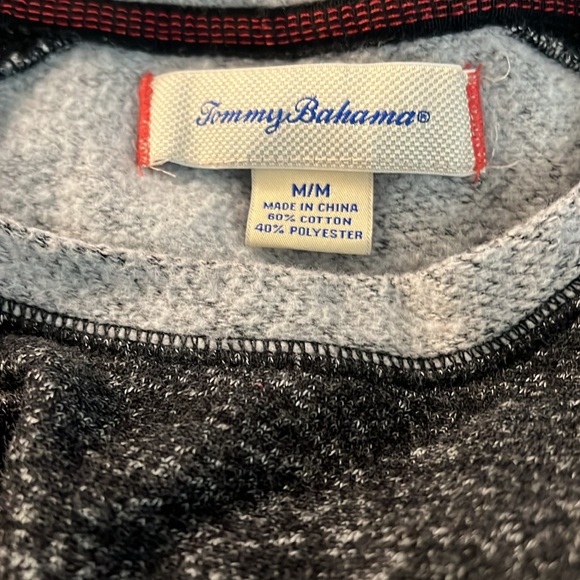 Tommy Bahama®
M/M
MADE IN CHINA
60% COTTON
40% POLYESTER